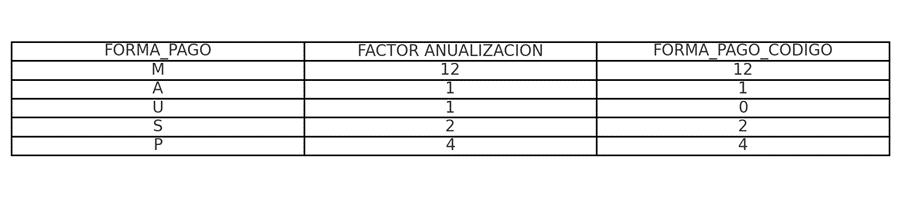 FORMA_PAGO FACTOR ANUALIZACION FORMA_PAGO_CODIGO
M 12 12
A 1 1
U 1 0
S 2 2
P 4 4